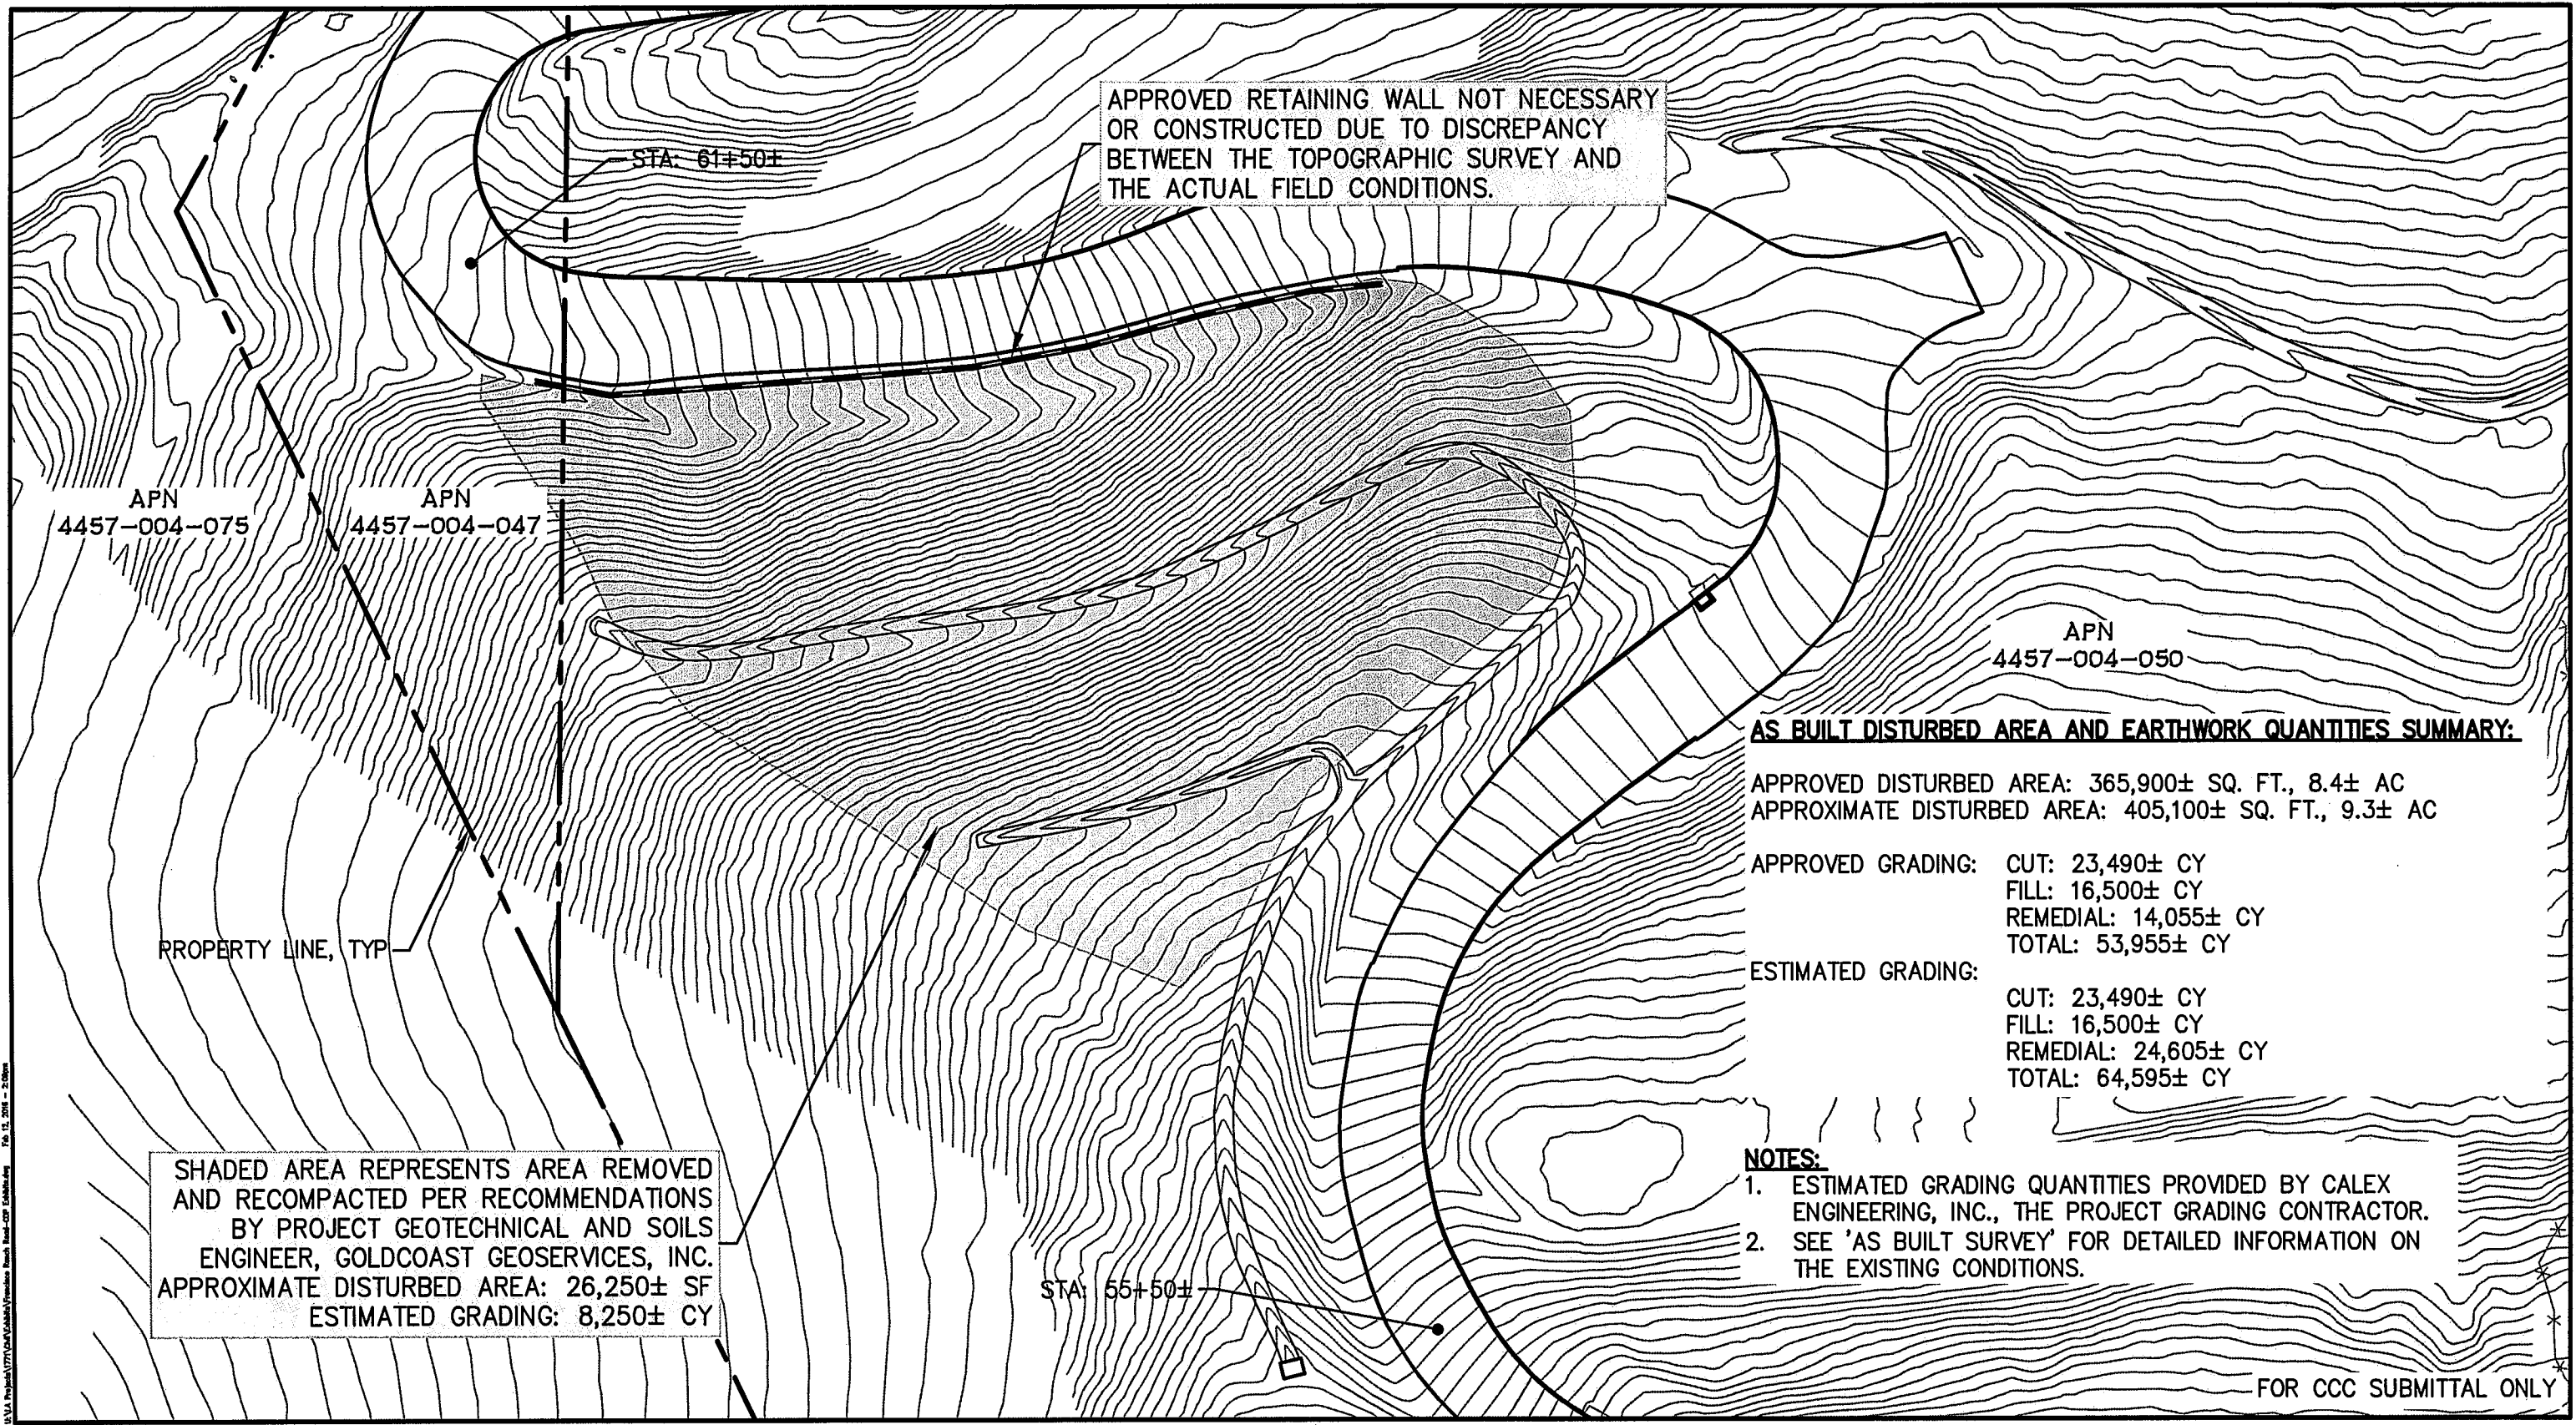 APPROVED RETAINING WALL NOT NECESSARY
OR CONSTRUCTED DUE TO DISCREPANCY
BETWEEN THE TOPOGRAPHIC SURVEY AND
THE ACTUAL FIELD CONDITIONS.
STA: 61+50±
APN
4457-004-075
APN
4457-004-047
APN
4457-004-050
AS BUILT DISTURBED AREA AND EARTHWORK QUANTITIES SUMMARY:
APPROVED DISTURBED AREA: 365,900± SQ. FT., 8.4± AC
APPROXIMATE DISTURBED AREA: 405,100± SQ. FT., 9.3± AC
APPROVED GRADING: CUT: 23,490± CY
FILL: 16,500± CY
REMEDIAL: 14,055± CY
TOTAL: 53,955± CY
ESTIMATED GRADING:
CUT: 23,490± CY
FILL: 16,500± CY
REMEDIAL: 24,605± CY
TOTAL: 64,595± CY
PROPERTY LINE, TYP
NOTES:
1. ESTIMATED GRADING QUANTITIES PROVIDED BY CALEX
ENGINEERING, INC., THE PROJECT GRADING CONTRACTOR.
2. SEE 'AS BUILT SURVEY' FOR DETAILED INFORMATION ON
THE EXISTING CONDITIONS.
SHADED AREA REPRESENTS AREA REMOVED
AND RECOMPACTED PER RECOMMENDATIONS
BY PROJECT GEOTECHNICAL AND SOILS
ENGINEER, GOLDCOAST GEOSERVICES, INC.
APPROXIMATE DISTURBED AREA: 26,250± SF
ESTIMATED GRADING: 8,250± CY
STA: 55+50±
FOR CCC SUBMITTAL ONLY